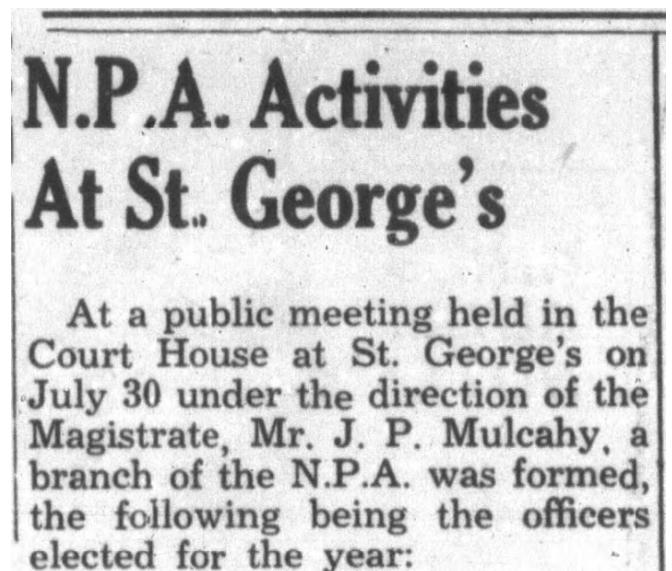 N.P.A. Activities
At St. George's
At a public meeting held in the
Court House at St. George's on
July 30 under the direction of the
Magistrate, Mr. J. P. Mulcahy, a
branch of the N.P.A. was formed,
the following being the officers
elected for the year: